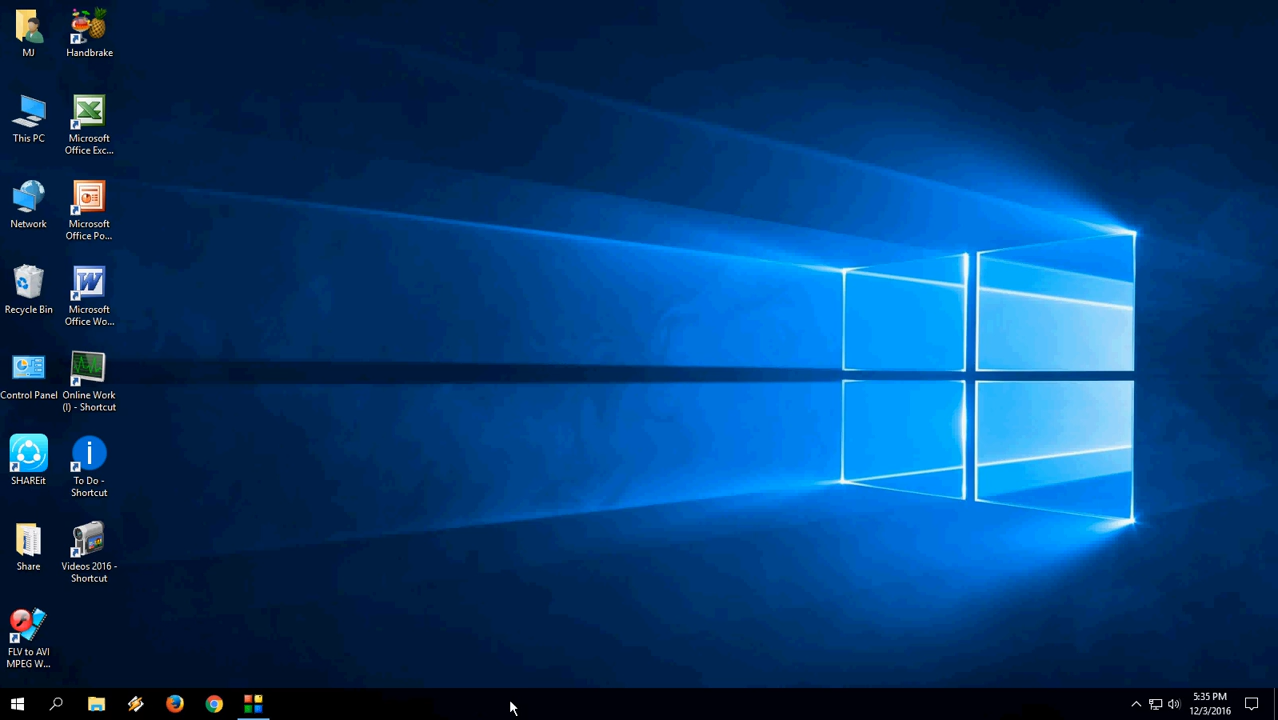 MJ
Handbrake
This PC
Microsoft
Office Exc...
Network
Microsoft
Office Po...
Recycle Bin
Microsoft
Office Wo...
Control Panel
Online Work
(I) - Shortcut
SHAREit
To Do -
Shortcut
Share
Videos 2016 -
Shortcut
FLV to AVI
MPEG W...
5:35 PM
12/3/2016